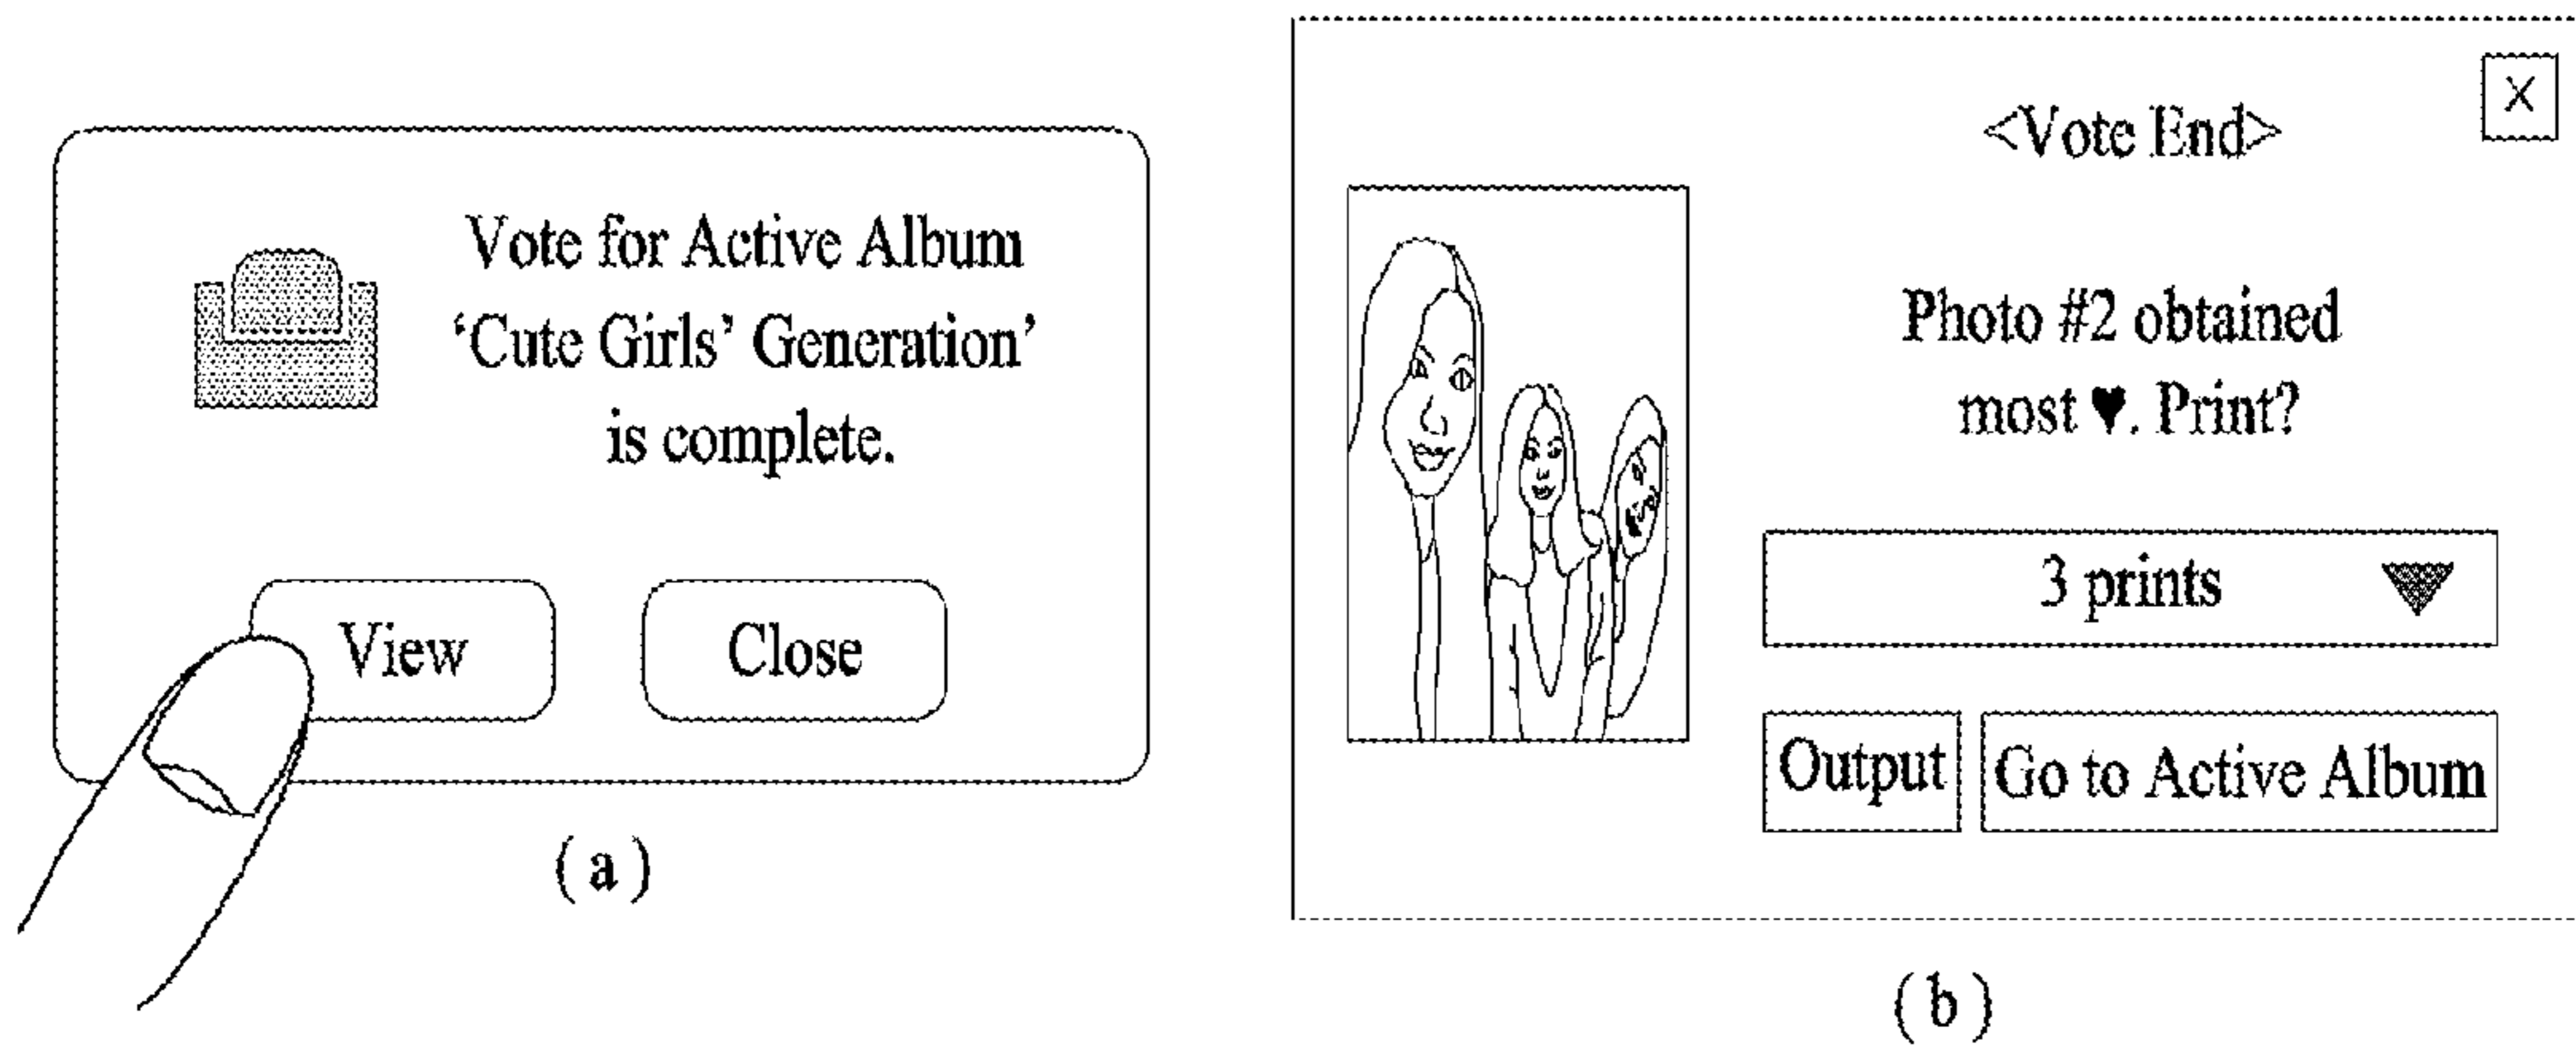 Vote for Active Album
‘Cute Girls’ Generation’
is complete.
View
Close
(a)
X
<Vote End>
Photo #2 obtained
most ♥. Print?
3 prints
Output
Go to Active Album
(b)